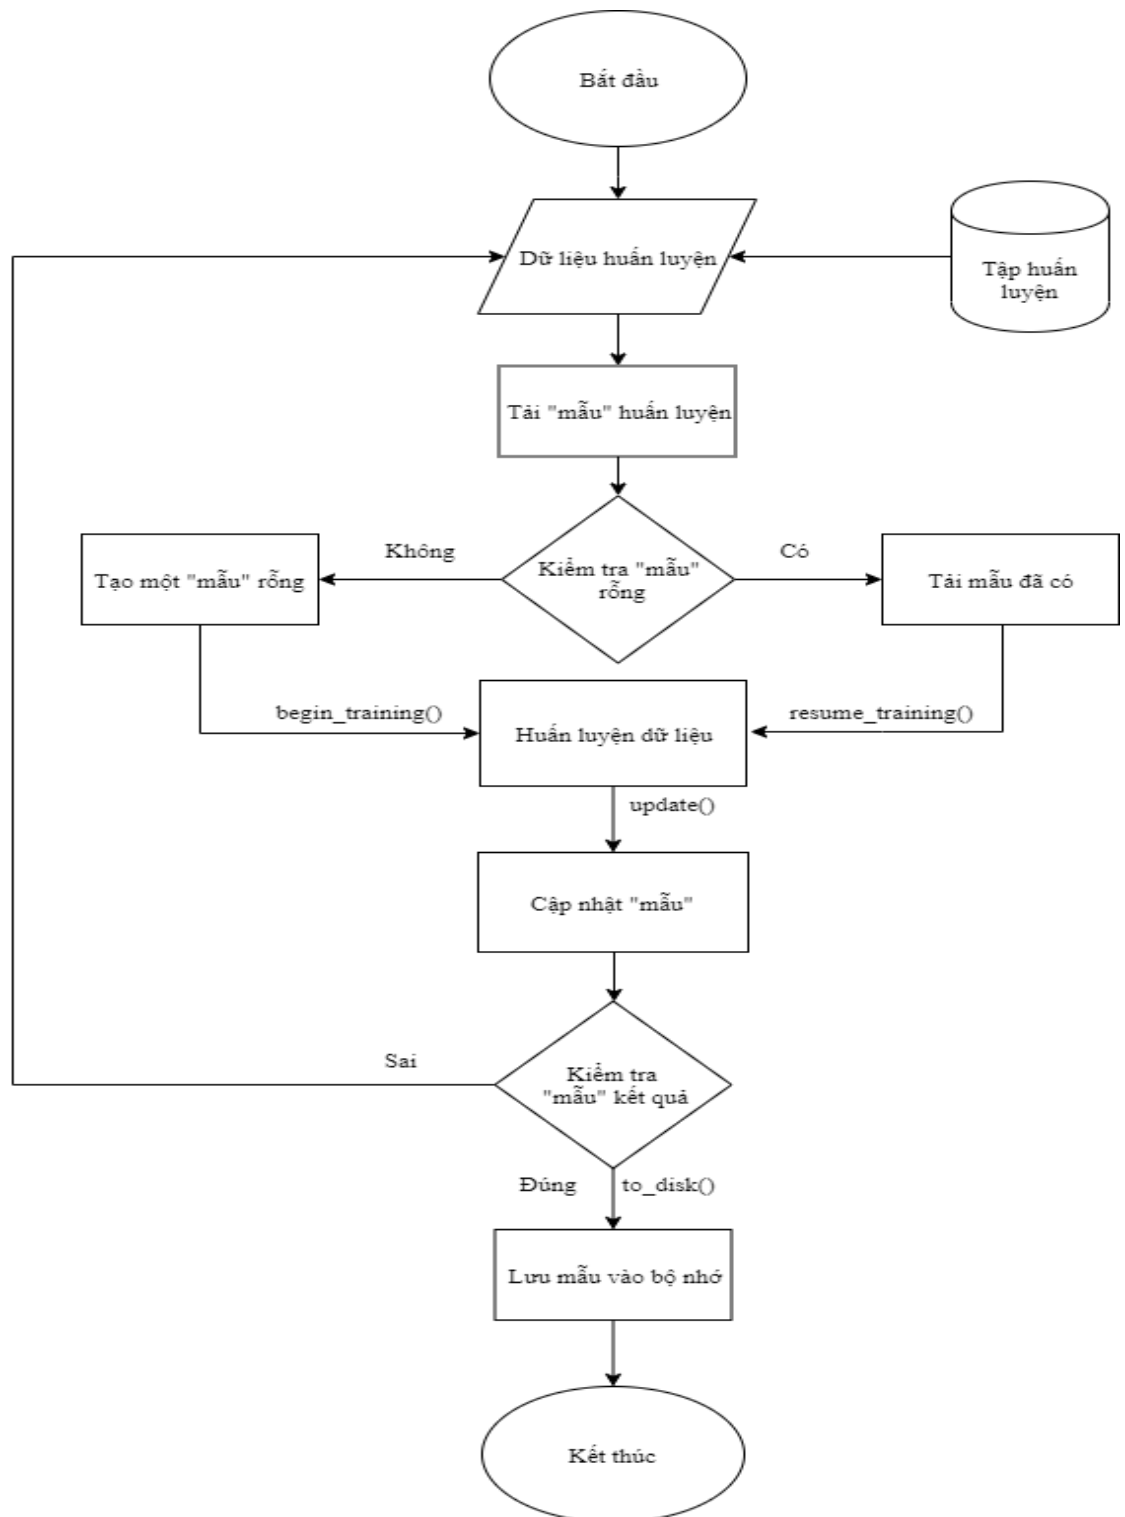 Bắt đầu
Dữ liệu huấn luyện
Tập huấn
luyện
Tải "mẫu" huấn luyện
Không
Kiểm tra "mẫu"
rỗng
Có
Tạo một "mẫu" rỗng
Tải mẫu đã có
begin_training()
Huấn luyện dữ liệu
resume_training()
update()
Cập nhật "mẫu"
Sai
Kiểm tra
"mẫu" kết quả
Đúng
to_disk()
Lưu mẫu vào bộ nhớ
Kết thúc